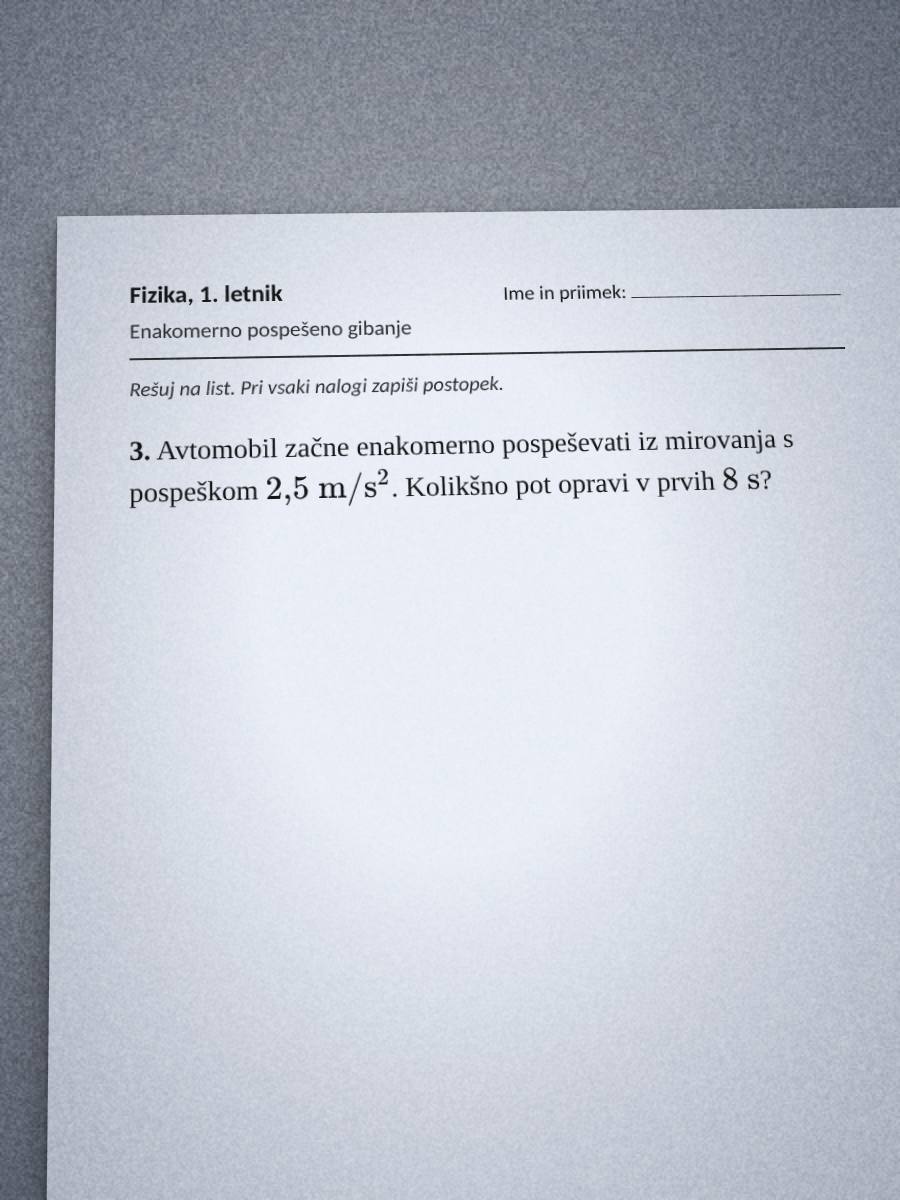 Fizika, 1. letnik
Ime in priimek:
Enakomerno pospešeno gibanje
Rešuj na list. Pri vsaki nalogi zapiši postopek.
3. Avtomobil začne enakomerno pospeševati iz mirovanja s
pospeškom 2,5 m/s². Kolikšno pot opravi v prvih 8 s?